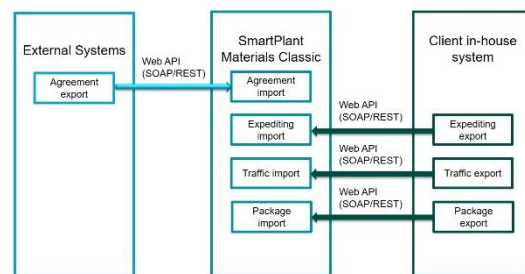 External Systems
Agreement
export
Web API
(SOAP/REST)
SmartPlant
Materials Classic
Agreement
import
Expediting
import
Traffic import
Package
import
Web API
(SOAP/REST)
Web API
(SOAP/REST)
Web API
(SOAP/REST)
Client in-house
system
Expediting
export
Traffic export
Package
export